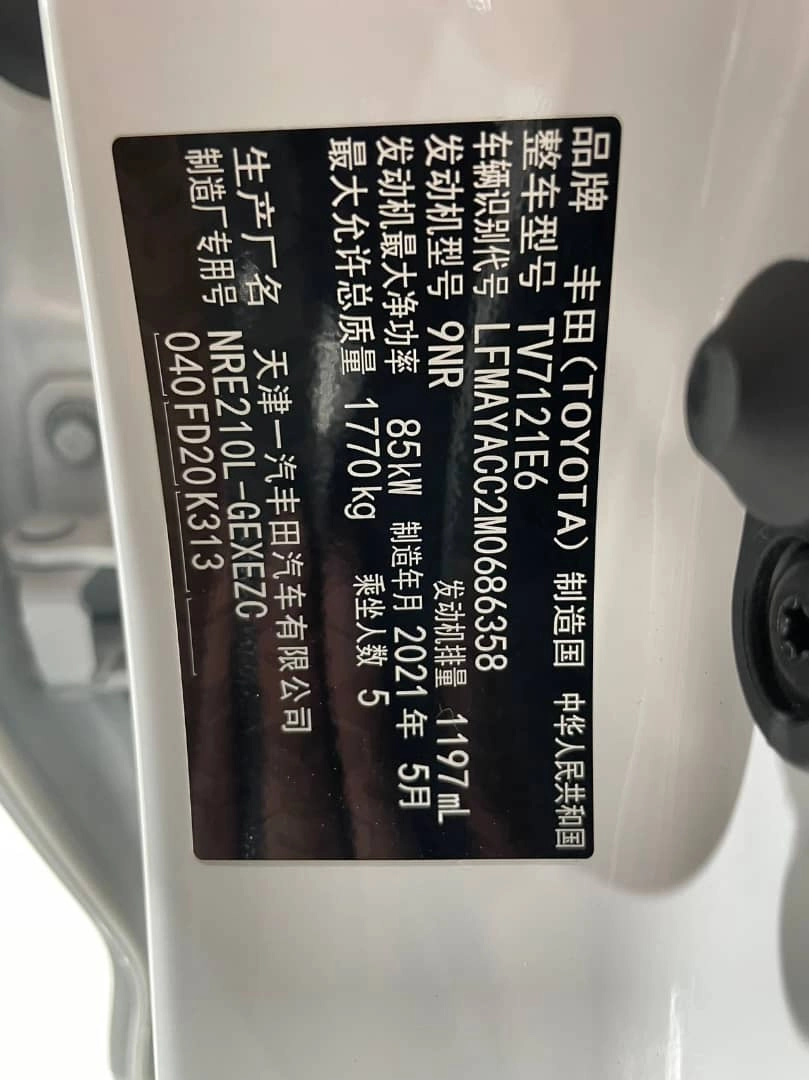 品牌 丰田(TOYOTA) 制造国 中华人民共和国
整车型号 TV7121E6
车辆识别代号 LFMAYACC2M0686358
发动机型号 9NR 发动机排量 1197mL
发动机最大净功率 85kW 制造年月 2021年 5月
最大允许总质量 1770kg 乘坐人数 5
生产厂名 天津一汽丰田汽车有限公司
制造厂专用号 NRE210L-GEXEZC
040FD20K313